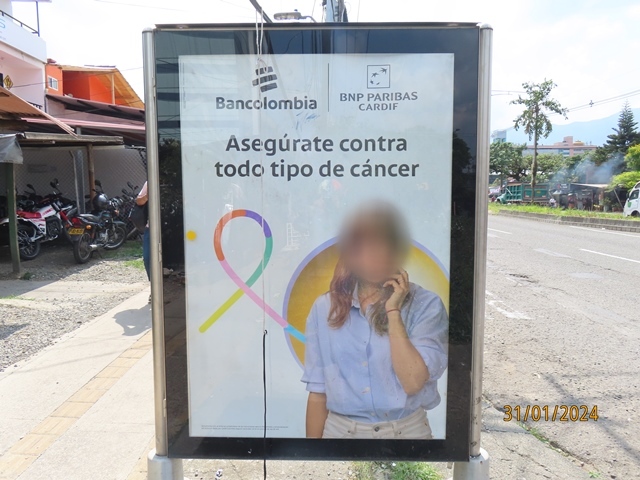 Bancolombia
BNP PARIBAS
CARDIF
Asegúrate contra
todo tipo de cáncer
31/01/2024